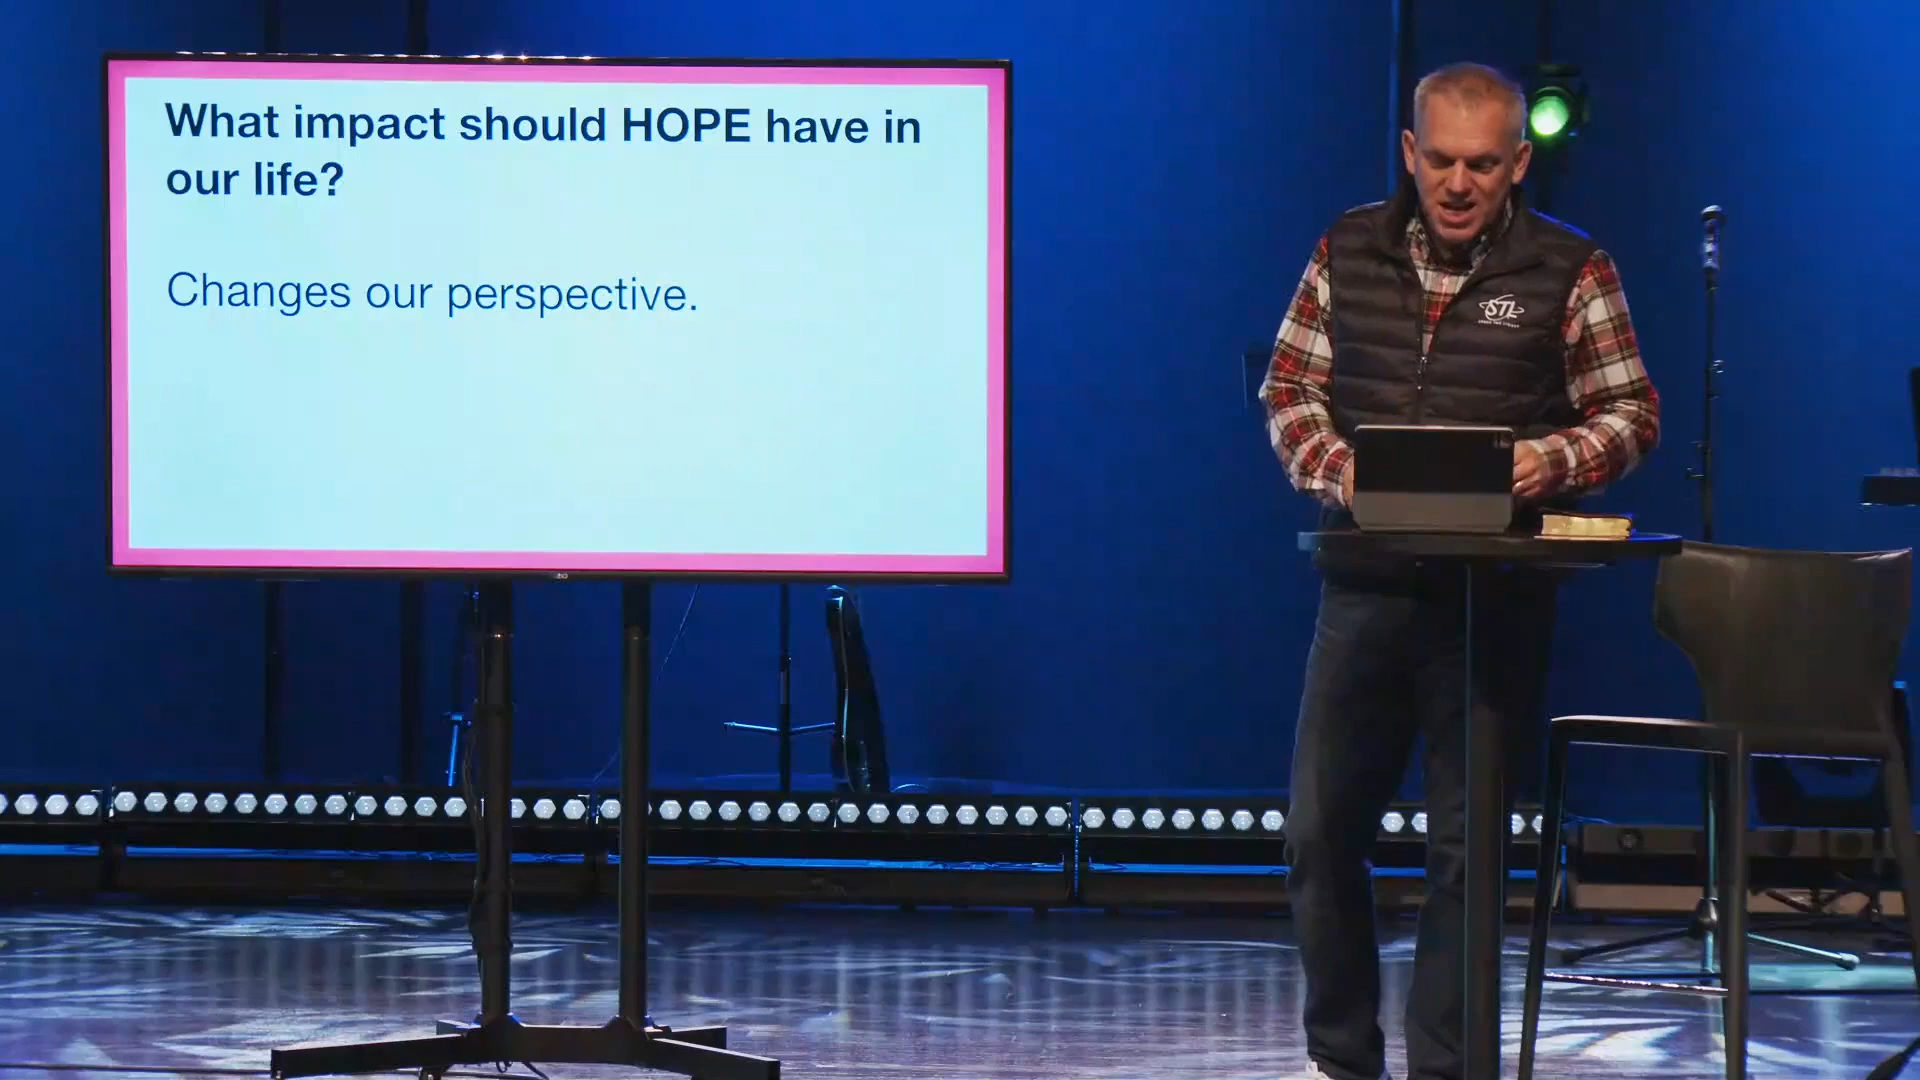 What impact should HOPE have in
our life?
Changes our perspective.
STL